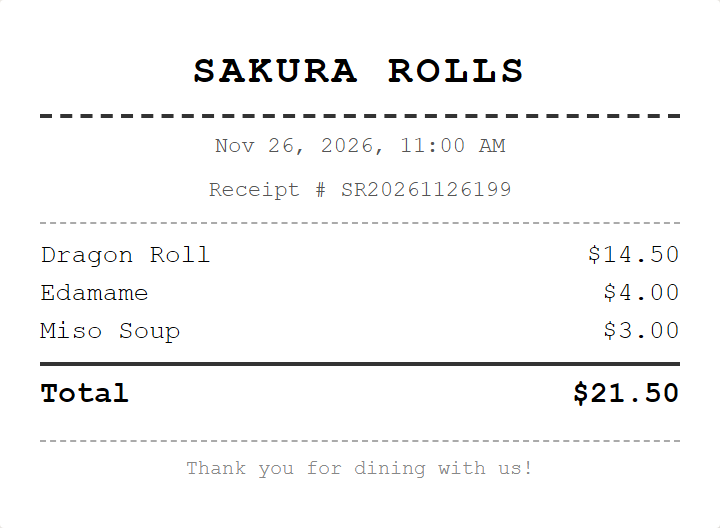 SAKURA ROLLS
Nov 26, 2026, 11:00 AM
Receipt # SR20261126199
Dragon Roll $14.50
Edamame $4.00
Miso Soup $3.00
Total $21.50
Thank you for dining with us!